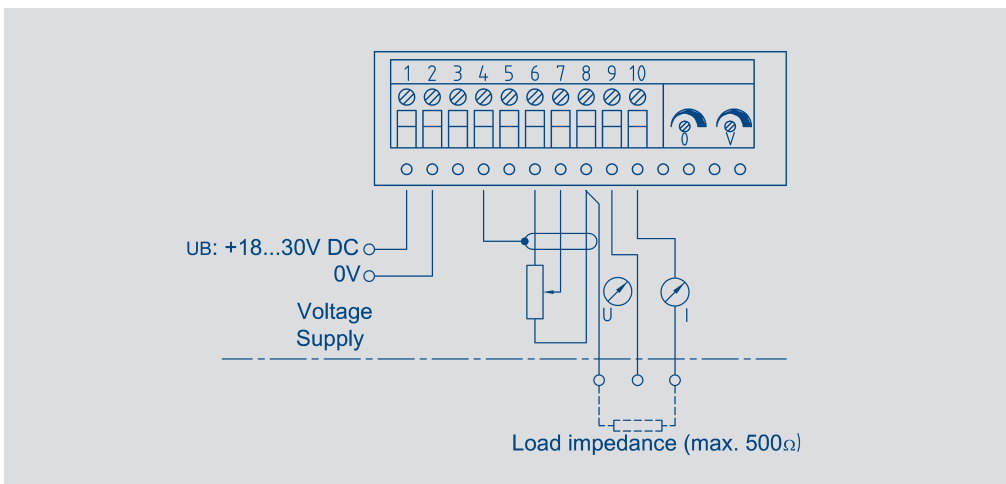 1 2 3 4 5 6 7 8 9 10
0 V
UB: +18...30V DC
0V
U I
Voltage
Supply
Load impedance (max. 500Ω)